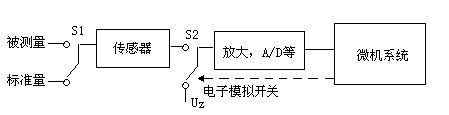 S1
S2
被测量
传感器
放大，A/D等
微机系统
标准量
电子模拟开关
Uz